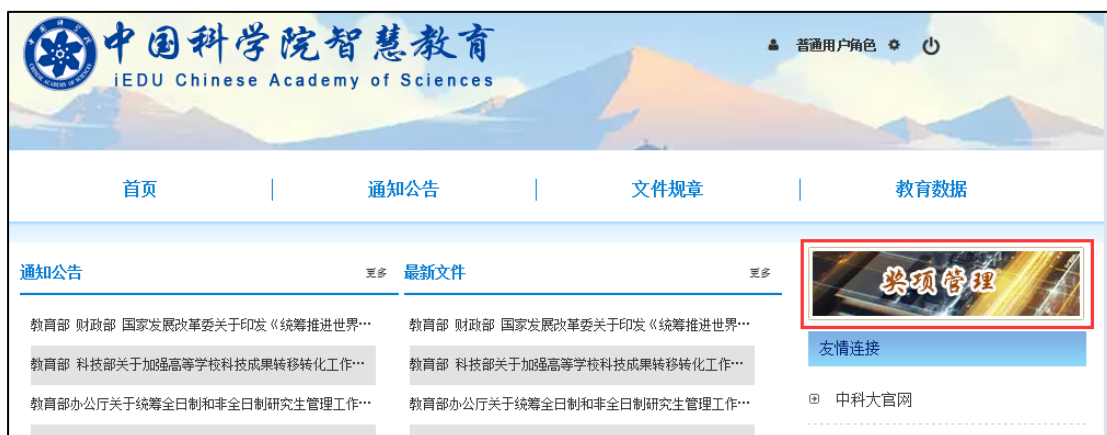 中国科学院智慧教育
iEDU Chinese Academy of Sciences
普通用户角色
首页
通知公告
文件规章
教育数据
通知公告
更多
最新文件
更多
奖项管理
教育部 财政部 国家发展改革委关于印发《统筹推进世界…
教育部 财政部 国家发展改革委关于印发《统筹推进世界…
友情连接
教育部 科技部关于加强高等学校科技成果转移转化工作…
教育部 科技部关于加强高等学校科技成果转移转化工作…
教育部办公厅关于统筹全日制和非全日制研究生管理工作…
教育部办公厅关于统筹全日制和非全日制研究生管理工作…
中科大官网